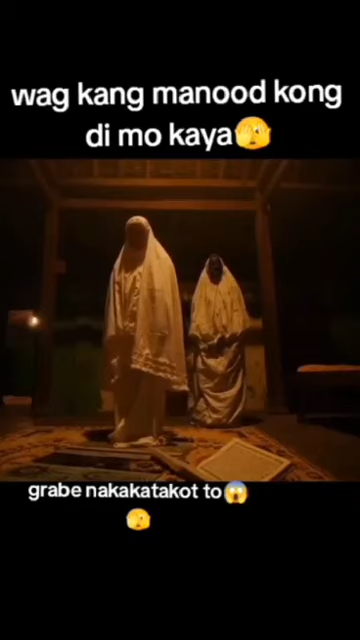 wag kang manood kong
di mo kaya🫣
grabe nakakatakot to😱
🫣